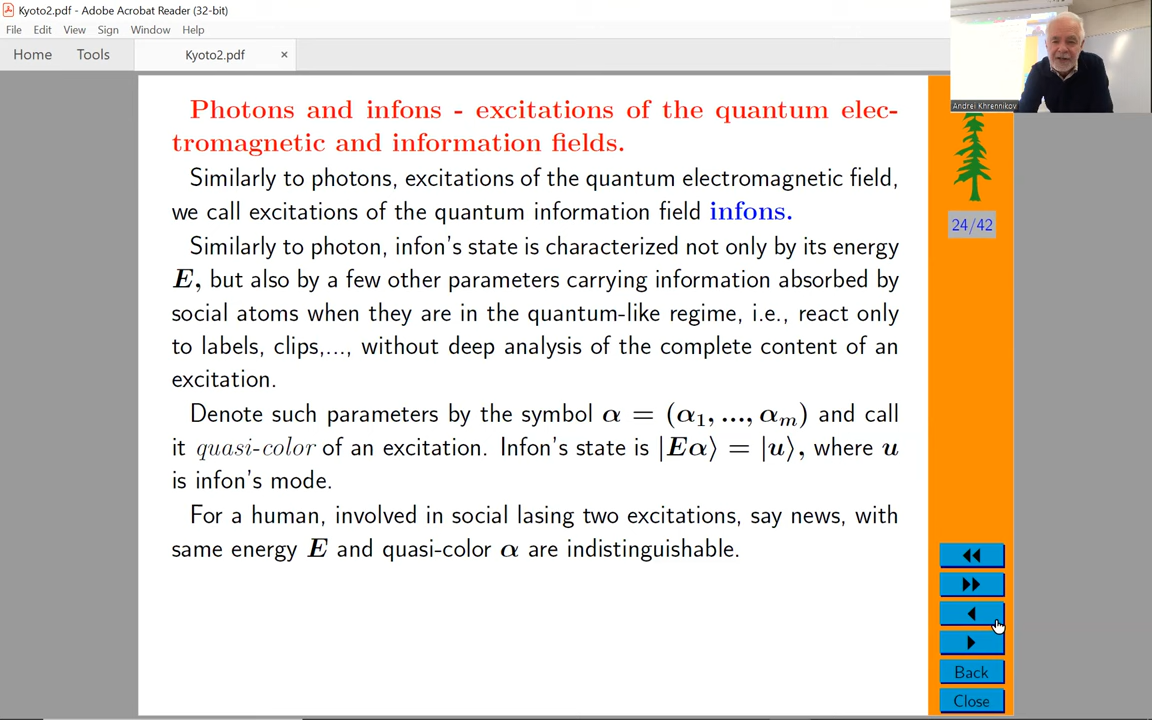 Kyoto2.pdf - Adobe Acrobat Reader (32-bit)
File Edit View Sign Window Help
Home Tools Kyoto2.pdf ×
Andrei Khrennikov
Photons and infons - excitations of the quantum elec-
tromagnetic and information fields.
Similarly to photons, excitations of the quantum electromagnetic field,
we call excitations of the quantum information field infons.
Similarly to photon, infon's state is characterized not only by its energy
E, but also by a few other parameters carrying information absorbed by
social atoms when they are in the quantum-like regime, i.e., react only
to labels, clips,..., without deep analysis of the complete content of an
excitation.
Denote such parameters by the symbol α = (α₁, ..., αₘ) and call
it quasi-color of an excitation. Infon's state is |Eα⟩ = |u⟩, where u
is infon's mode.
For a human, involved in social lasing two excitations, say news, with
same energy E and quasi-color α are indistinguishable.
24/42
Back
Close